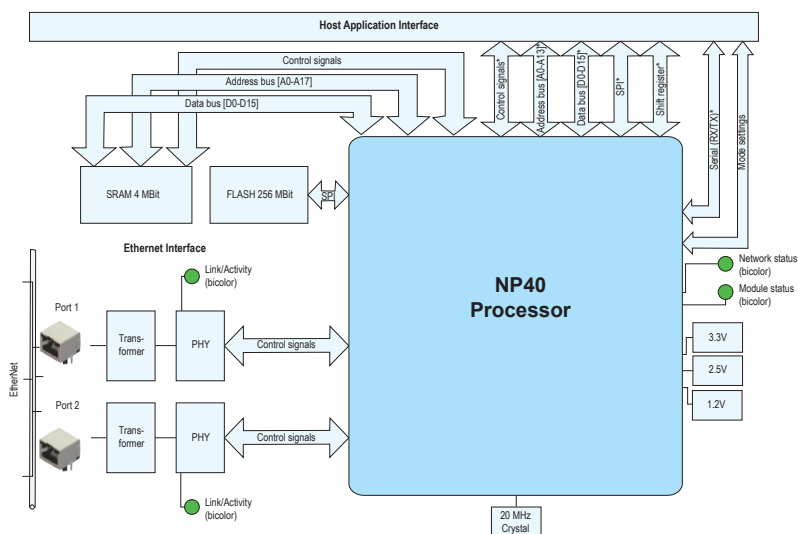 Host Application Interface
Control signals
Address bus [A0-A17]
Data bus [D0-D15]
Control signals*
Address bus [A0-A13]*
Data bus [D0-D15]*
SPI*
Shift register*
Serial (RX/TX)*
Mode settings
SRAM 4 MBit
FLASH 256 MBit
SPI
Ethernet Interface
Link/Activity
(bicolor)
Port 1
Trans-
former
PHY
Control signals
EtherNet
Port 2
Trans-
former
PHY
Control signals
Link/Activity
(bicolor)
NP40
Processor
Network status
(bicolor)
Module status
(bicolor)
3.3V
2.5V
1.2V
20 MHz
Crystal